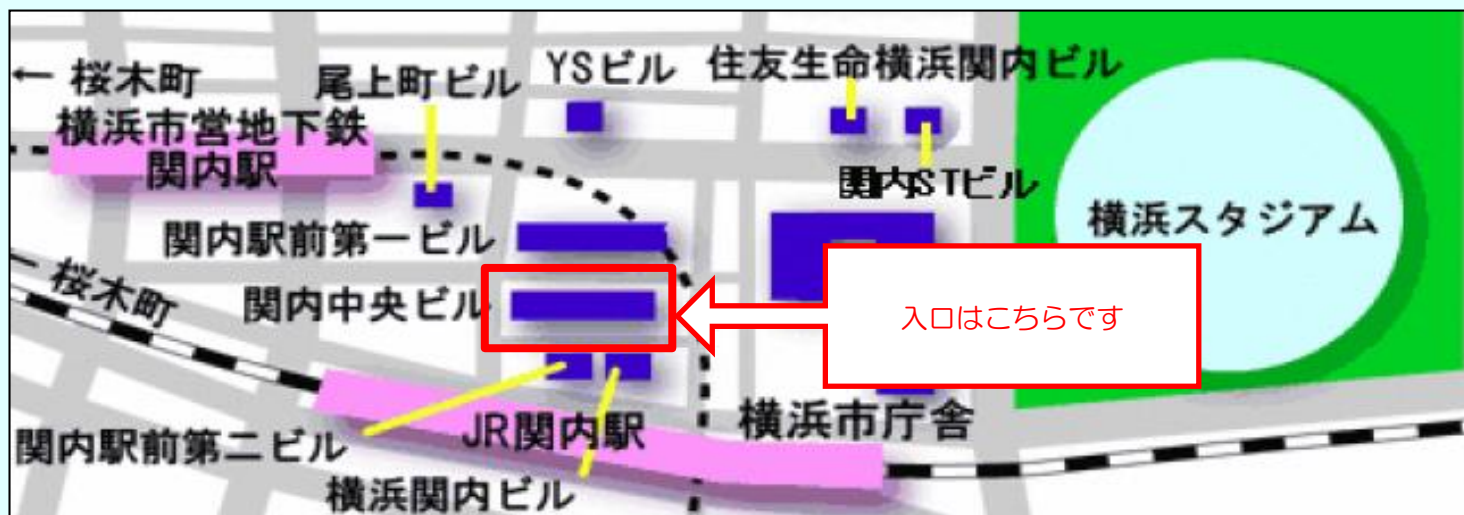 ← 桜木町
尾上町ビル
YSビル
住友生命横浜関内ビル
横浜市営地下鉄
関内駅
関内STビル
横浜スタジアム
関内駅前第一ビル
← 桜木町
関内中央ビル
入口はこちらです
関内駅前第二ビル
JR関内駅
横浜市庁舎
横浜関内ビル